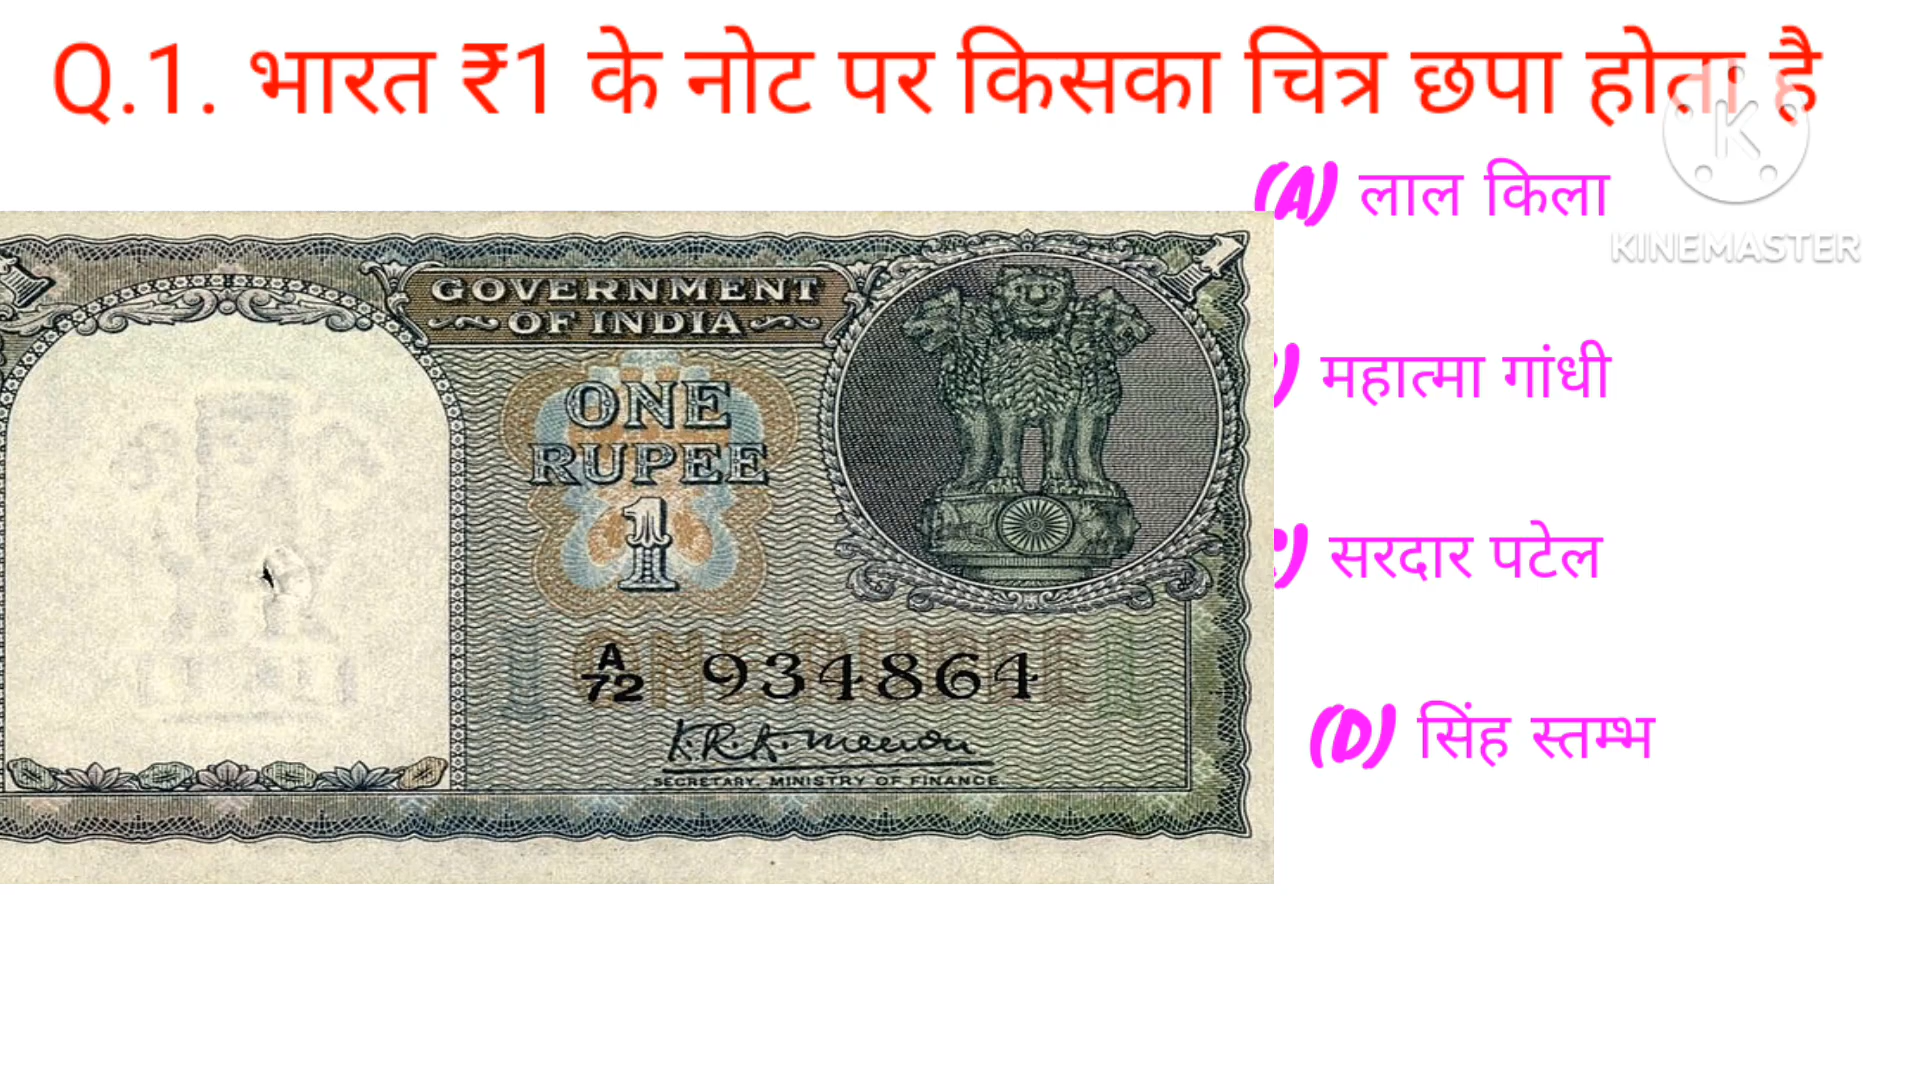 Q.1. भारत ₹1 के नोट पर किसका चित्र छपा होता है
(A) लाल किला
K
KINEMASTER
) महात्मा गांधी
) सरदार पटेल
(D) सिंह स्तम्भ
GOVERNMENT
OF INDIA
ONE
RUPEE
1
A
72 934864
K.R.K. Menon
SECRETARY, MINISTRY OF FINANCE